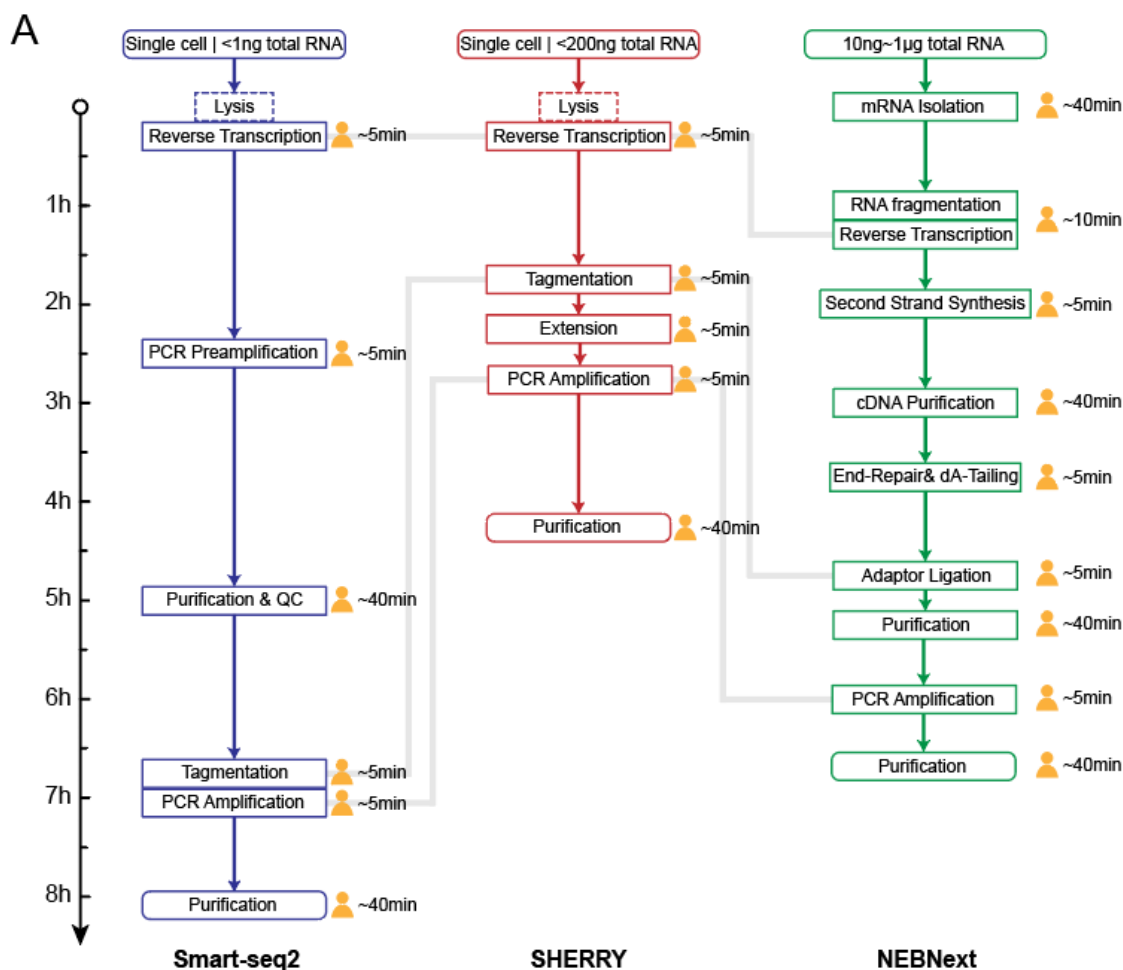 A
Single cell | <1ng total RNA
Lysis
Reverse Transcription
~5min
PCR Preamplification
~5min
Purification & QC
~40min
Tagmentation
~5min
PCR Amplification
~5min
Purification
~40min
Smart-seq2
Single cell | <200ng total RNA
Lysis
Reverse Transcription
~5min
Tagmentation
~5min
Extension
~5min
PCR Amplification
~5min
Purification
~40min
SHERRY
10ng~1µg total RNA
mRNA Isolation
~40min
RNA fragmentation
Reverse Transcription
~10min
Second Strand Synthesis
~5min
cDNA Purification
~40min
End-Repair& dA-Tailing
~5min
Adaptor Ligation
~5min
Purification
~40min
PCR Amplification
~5min
Purification
~40min
NEBNext
1h
2h
3h
4h
5h
6h
7h
8h